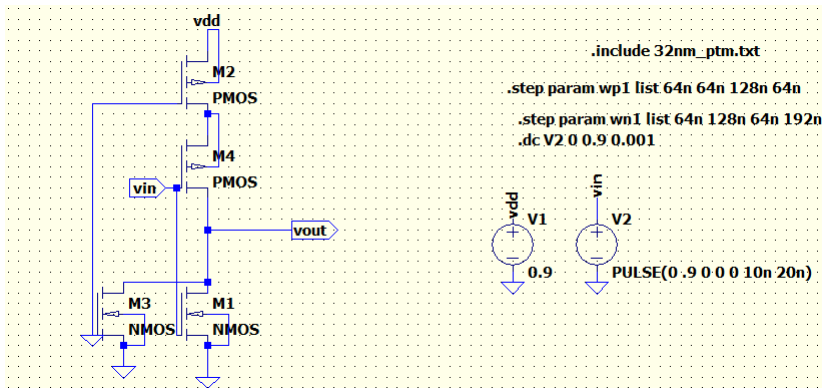 vdd
.include 32nm_ptm.txt
M2
PMOS
.step param wp1 list 64n 64n 128n 64n
.step param wn1 list 64n 128n 64n 192n
.dc V2 0 0.9 0.001
M4
PMOS
vin
vdd
vin
V1
V2
vout
0.9
PULSE(0 .9 0 0 0 10n 20n)
M3
M1
NMOS
NMOS